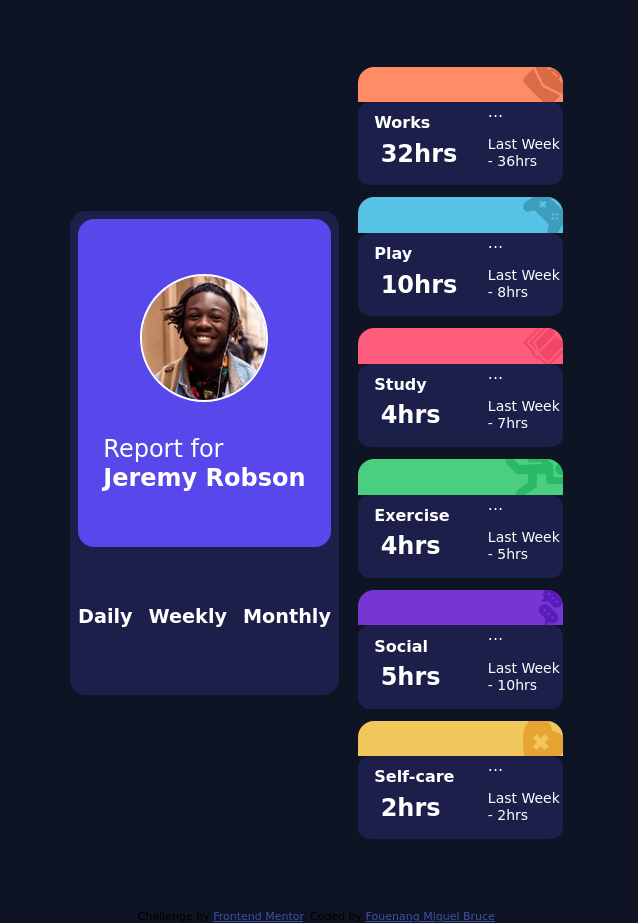 Report for
Jeremy Robson
Daily Weekly Monthly
Works
...
32hrs
Last Week
- 36hrs
Play
...
10hrs
Last Week
- 8hrs
Study
...
4hrs
Last Week
- 7hrs
Exercise
...
4hrs
Last Week
- 5hrs
Social
...
5hrs
Last Week
- 10hrs
Self-care
...
2hrs
Last Week
- 2hrs
Challenge by Frontend Mentor. Coded by Fouenang Miguel Bruce.